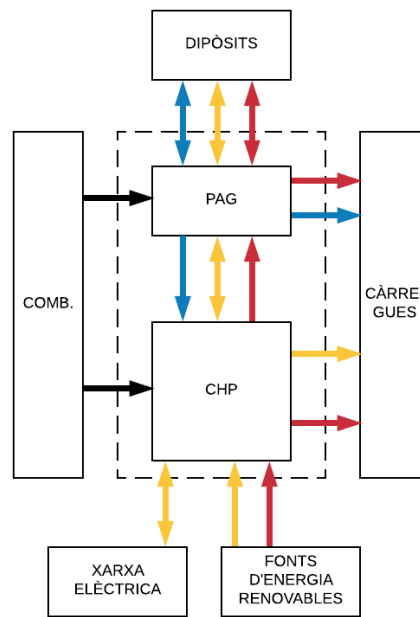 DIPÒSITS
PAG
COMB.
CÀRRE
GUES
CHP
XARXA
ELÈCTRICA
FONTS
D'ENERGIA
RENOVABLES